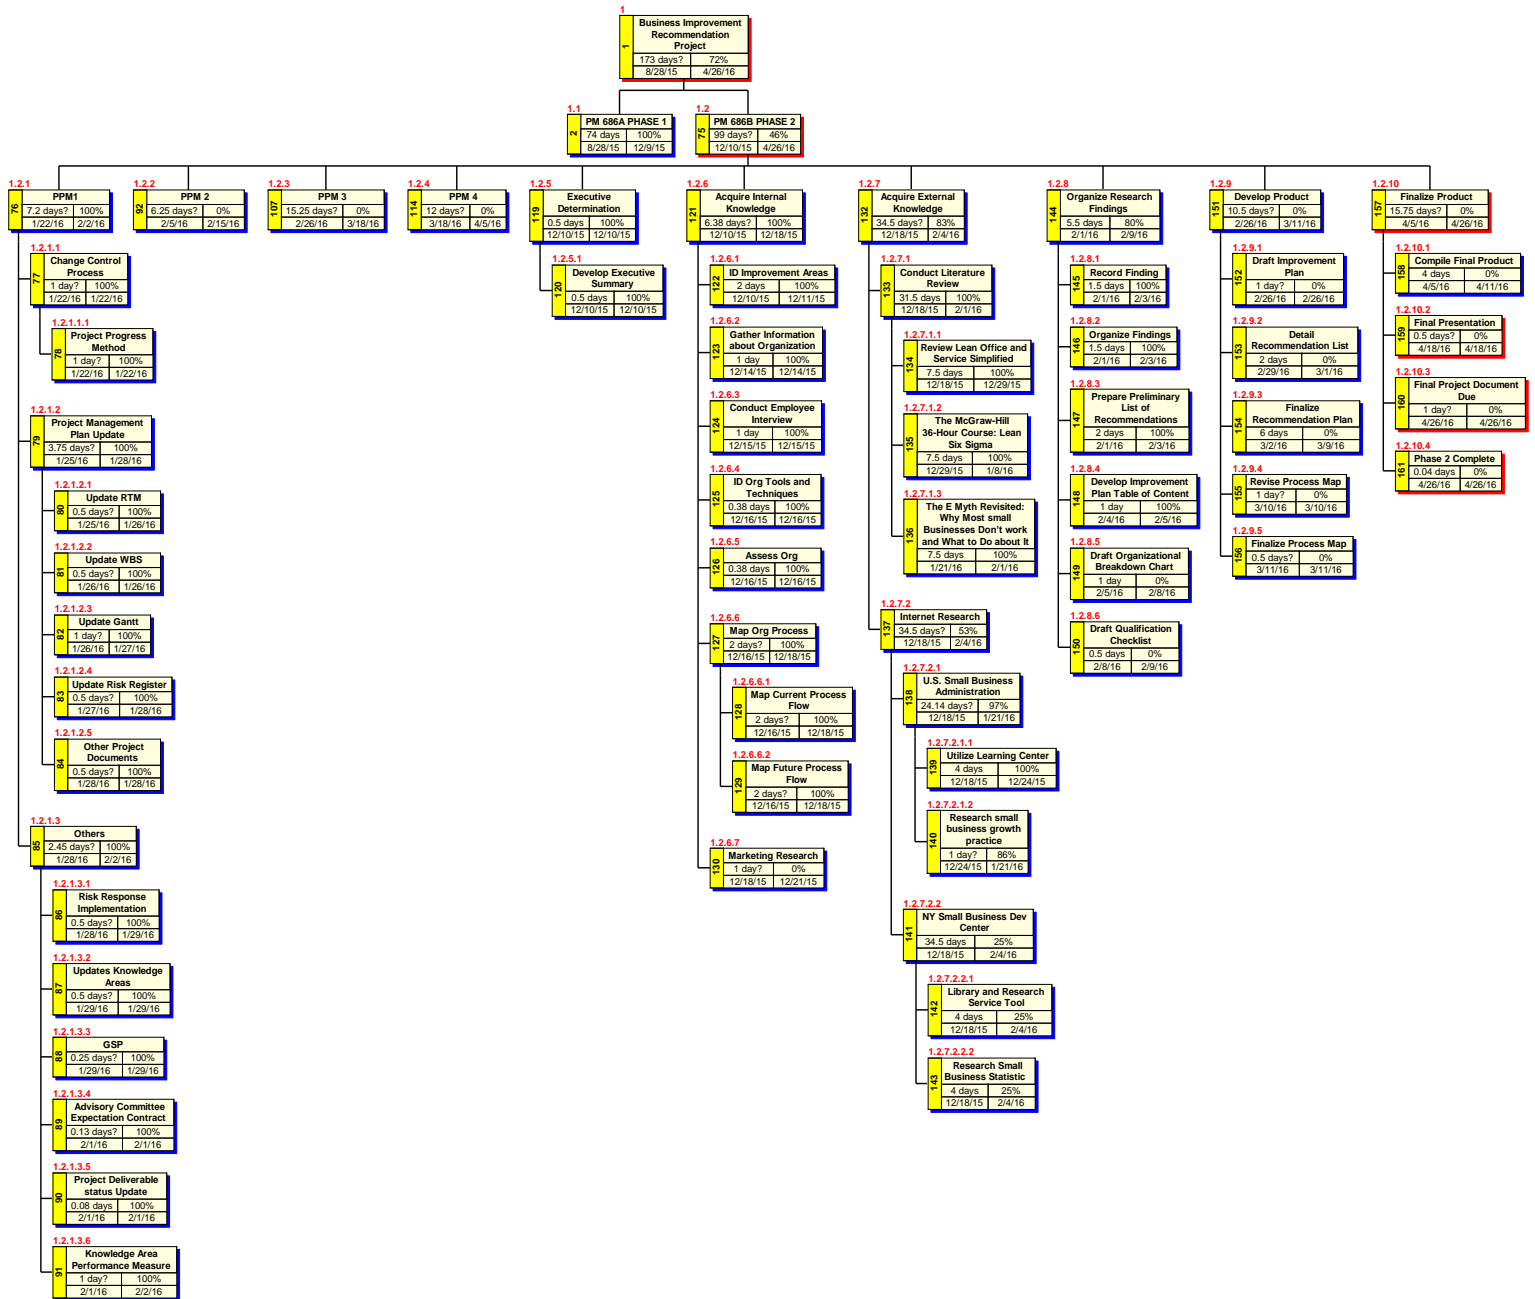 1
1
Business Improvement
Recommendation
Project
173 days? 72%
8/28/15 4/26/16
1.1
2
PM 686A PHASE 1
74 days 100%
8/28/15 12/9/15
1.2
75
PM 686B PHASE 2
99 days? 46%
12/10/15 4/26/16
1.2.1
76
PPM1
7.2 days? 100%
1/22/16 2/2/16
1.2.1.1
77
Change Control
Process
1 day? 100%
1/22/16 1/22/16
1.2.1.1.1
78
Project Progress
Method
1 day? 100%
1/22/16 1/22/16
1.2.1.2
79
Project Management
Plan Update
3.75 days? 100%
1/25/16 1/28/16
1.2.1.2.1
80
Update RTM
0.5 days? 100%
1/25/16 1/26/16
1.2.1.2.2
81
Update WBS
0.5 days? 100%
1/26/16 1/26/16
1.2.1.2.3
82
Update Gantt
1 day? 100%
1/26/16 1/27/16
1.2.1.2.4
83
Update Risk Register
0.5 days? 100%
1/27/16 1/28/16
1.2.1.2.5
84
Other Project
Documents
0.5 days? 100%
1/28/16 1/28/16
1.2.1.3
85
Others
2.45 days? 100%
1/28/16 2/2/16
1.2.1.3.1
86
Risk Response
Implementation
0.5 days? 100%
1/28/16 1/29/16
1.2.1.3.2
87
Updates Knowledge
Areas
0.5 days? 100%
1/29/16 1/29/16
1.2.1.3.3
88
GSP
0.25 days? 100%
1/29/16 1/29/16
1.2.1.3.4
89
Advisory Committee
Expectation Contract
0.13 days? 100%
2/1/16 2/1/16
1.2.1.3.5
90
Project Deliverable
status Update
0.08 days 100%
2/1/16 2/1/16
1.2.1.3.6
91
Knowledge Area
Performance Measure
1 day? 100%
2/1/16 2/2/16
1.2.2
92
PPM 2
6.25 days? 0%
2/5/16 2/15/16
1.2.3
107
PPM 3
15.25 days? 0%
2/26/16 3/18/16
1.2.4
114
PPM 4
12 days? 0%
3/18/16 4/5/16
1.2.5
119
Executive
Determination
0.5 days 100%
12/10/15 12/10/15
1.2.5.1
120
Develop Executive
Summary
0.5 days 100%
12/10/15 12/10/15
1.2.6
121
Acquire Internal
Knowledge
6.38 days? 100%
12/10/15 12/18/15
1.2.6.1
122
ID Improvement Areas
2 days 100%
12/10/15 12/11/15
1.2.6.2
123
Gather Information
about Organization
1 day 100%
12/14/15 12/14/15
1.2.6.3
124
Conduct Employee
Interview
1 day 100%
12/15/15 12/15/15
1.2.6.4
125
ID Org Tools and
Techniques
0.38 days 100%
12/16/15 12/16/15
1.2.6.5
126
Assess Org
0.38 days 100%
12/16/15 12/16/15
1.2.6.6
127
Map Org Process
2 days? 100%
12/16/15 12/18/15
1.2.6.6.1
128
Map Current Process
Flow
2 days? 100%
12/16/15 12/18/15
1.2.6.6.2
129
Map Future Process
Flow
2 days? 100%
12/16/15 12/18/15
1.2.6.7
130
Marketing Research
1 day? 0%
12/18/15 12/21/15
1.2.7
132
Acquire External
Knowledge
34.5 days? 83%
12/18/15 2/4/16
1.2.7.1
133
Conduct Literature
Review
31.5 days 100%
12/18/15 2/1/16
1.2.7.1.1
134
Review Lean Office and
Service Simplified
7.5 days 100%
12/18/15 12/29/15
1.2.7.1.2
135
The McGraw-Hill
36-Hour Course: Lean
Six Sigma
7.5 days 100%
12/29/15 1/8/16
1.2.7.1.3
136
The E Myth Revisited:
Why Most small
Businesses Don't work
and What to Do about It
7.5 days 100%
1/21/16 2/1/16
1.2.7.2
137
Internet Research
34.5 days? 53%
12/18/15 2/4/16
1.2.7.2.1
138
U.S. Small Business
Administration
24.14 days? 97%
12/18/15 1/21/16
1.2.7.2.1.1
139
Utilize Learning Center
4 days 100%
12/18/15 12/24/15
1.2.7.2.1.2
140
Research small
business growth
practice
1 day? 86%
12/24/15 1/21/16
1.2.7.2.2
141
NY Small Business Dev
Center
34.5 days 25%
12/18/15 2/4/16
1.2.7.2.2.1
142
Library and Research
Service Tool
4 days 25%
12/18/15 2/4/16
1.2.7.2.2.2
143
Research Small
Business Statistic
4 days 25%
12/18/15 2/4/16
1.2.8
144
Organize Research
Findings
5.5 days 80%
2/1/16 2/9/16
1.2.8.1
145
Record Finding
1.5 days 100%
2/1/16 2/3/16
1.2.8.2
146
Organize Findings
1.5 days 100%
2/1/16 2/3/16
1.2.8.3
147
Prepare Preliminary
List of
Recommendations
2 days 100%
2/1/16 2/3/16
1.2.8.4
148
Develop Improvement
Plan Table of Content
1 day 100%
2/4/16 2/5/16
1.2.8.5
149
Draft Organizational
Breakdown Chart
1 day 0%
2/5/16 2/8/16
1.2.8.6
150
Draft Qualification
Checklist
0.5 days 0%
2/8/16 2/9/16
1.2.9
151
Develop Product
10.5 days? 0%
2/26/16 3/11/16
1.2.9.1
152
Draft Improvement
Plan
1 day? 0%
2/26/16 2/26/16
1.2.9.2
153
Detail
Recommendation List
2 days 0%
2/29/16 3/1/16
1.2.9.3
154
Finalize
Recommendation Plan
6 days 0%
3/2/16 3/9/16
1.2.9.4
155
Revise Process Map
1 day? 0%
3/10/16 3/10/16
1.2.9.5
156
Finalize Process Map
0.5 days? 0%
3/11/16 3/11/16
1.2.10
157
Finalize Product
15.75 days? 0%
4/5/16 4/26/16
1.2.10.1
158
Compile Final Product
4 days 0%
4/5/16 4/11/16
1.2.10.2
159
Final Presentation
0.5 days? 0%
4/18/16 4/18/16
1.2.10.3
160
Final Project Document
Due
1 day? 0%
4/26/16 4/26/16
1.2.10.4
161
Phase 2 Complete
0.04 days 0%
4/26/16 4/26/16